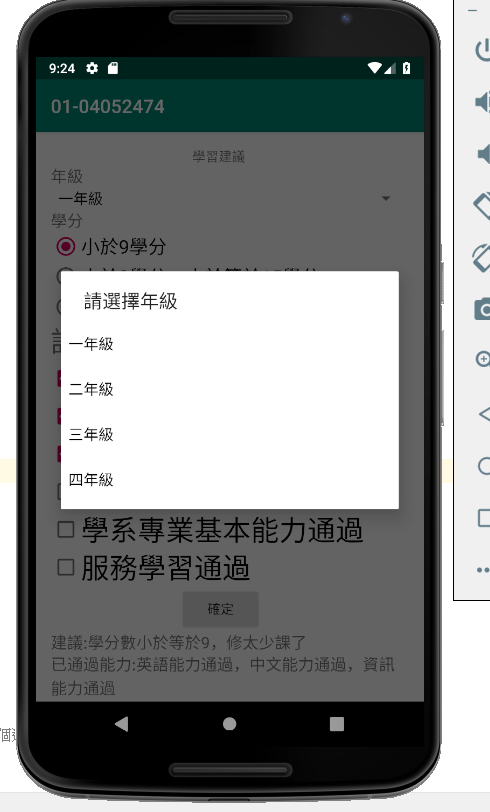 9:24
01-04052474
學習建議
年級
一年級
學分
小於9學分
請選擇年級
一年級
二年級
三年級
四年級
學系專業基本能力通過
服務學習通過
確定
建議:學分數小於等於9，修太少課了
已通過能力:英語能力通過，中文能力通過，資訊
能力通過